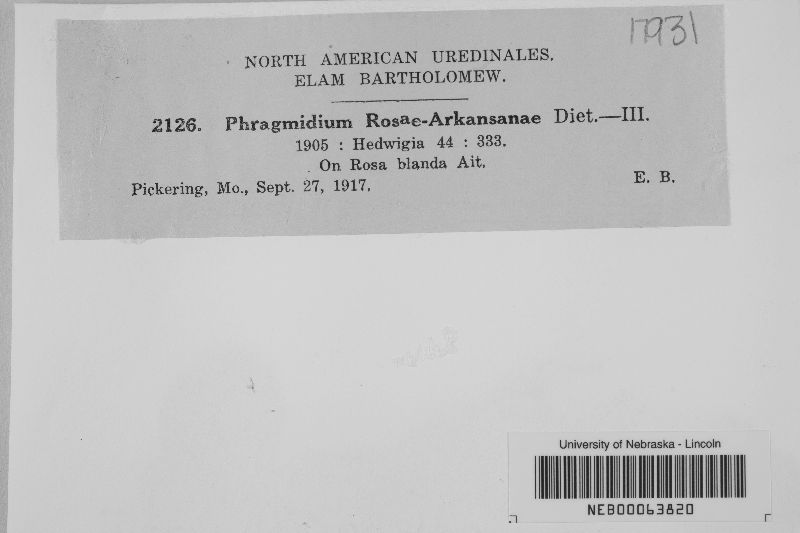 17931
NORTH AMERICAN UREDINALES.
ELAM BARTHOLOMEW.
2126. Phragmidium Rosae-Arkansanae Diet.—III.
1905 : Hedwigia 44 : 333.
On Rosa blanda Ait.
Pickering, Mo., Sept. 27, 1917. E. B.
University of Nebraska - Lincoln
NEB00063820